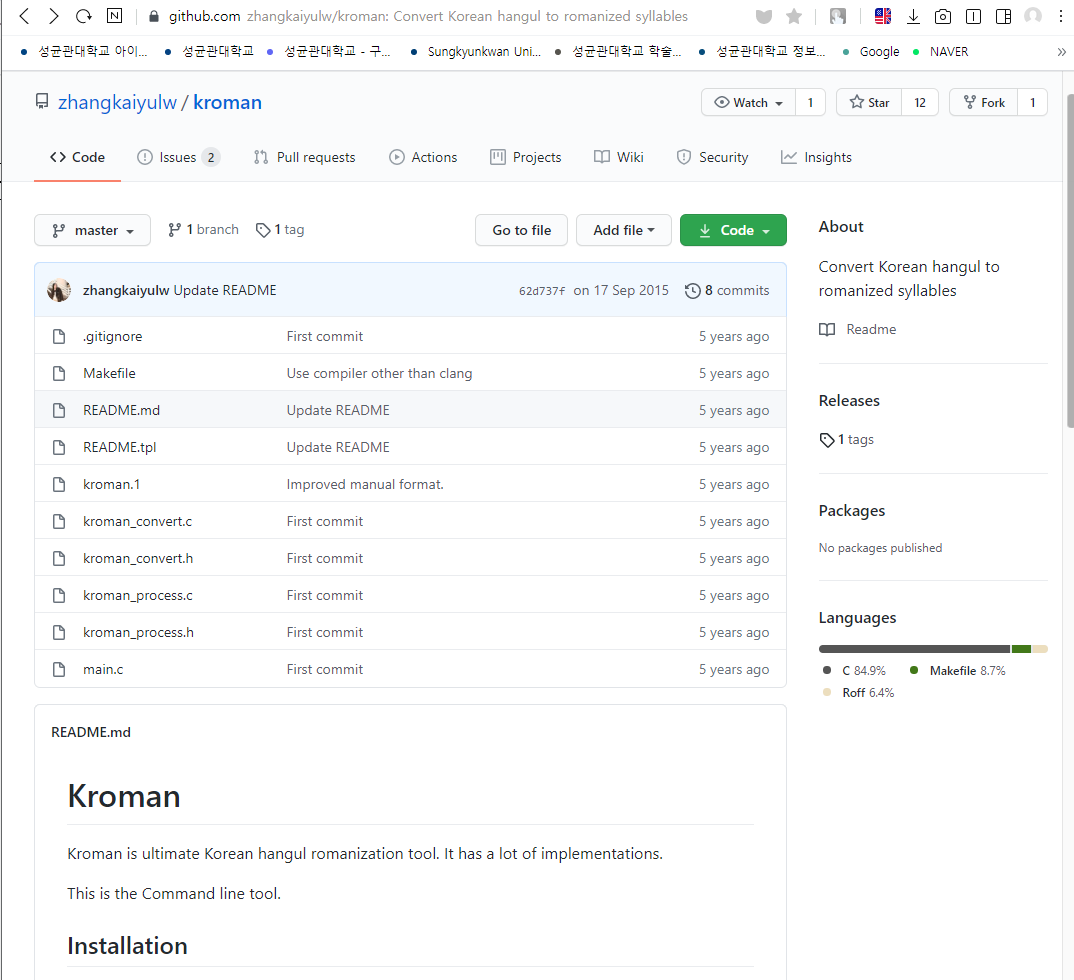 N github.com zhangkaiyulw/kroman: Convert Korean hangul to romanized syllables
성균관대학교 아이... 성균관대학교 성균관대학교 - 구... Sungkyunkwan Uni... 성균관대학교 학술... 성균관대학교 정보... Google NAVER »
zhangkaiyulw / kroman Watch 1 Star 12 Fork 1
Code Issues 2 Pull requests Actions Projects Wiki Security Insights
master 1 branch 1 tag Go to file Add file Code
zhangkaiyulw Update README 62d737f on 17 Sep 2015 8 commits
.gitignore First commit 5 years ago
Makefile Use compiler other than clang 5 years ago
README.md Update README 5 years ago
README.tpl Update README 5 years ago
kroman.1 Improved manual format. 5 years ago
kroman_convert.c First commit 5 years ago
kroman_convert.h First commit 5 years ago
kroman_process.c First commit 5 years ago
kroman_process.h First commit 5 years ago
main.c First commit 5 years ago
README.md
Kroman
Kroman is ultimate Korean hangul romanization tool. It has a lot of implementations.
This is the Command line tool.
Installation
About
Convert Korean hangul to
romanized syllables
Readme
Releases
1 tags
Packages
No packages published
Languages
C 84.9% Makefile 8.7%
Roff 6.4%